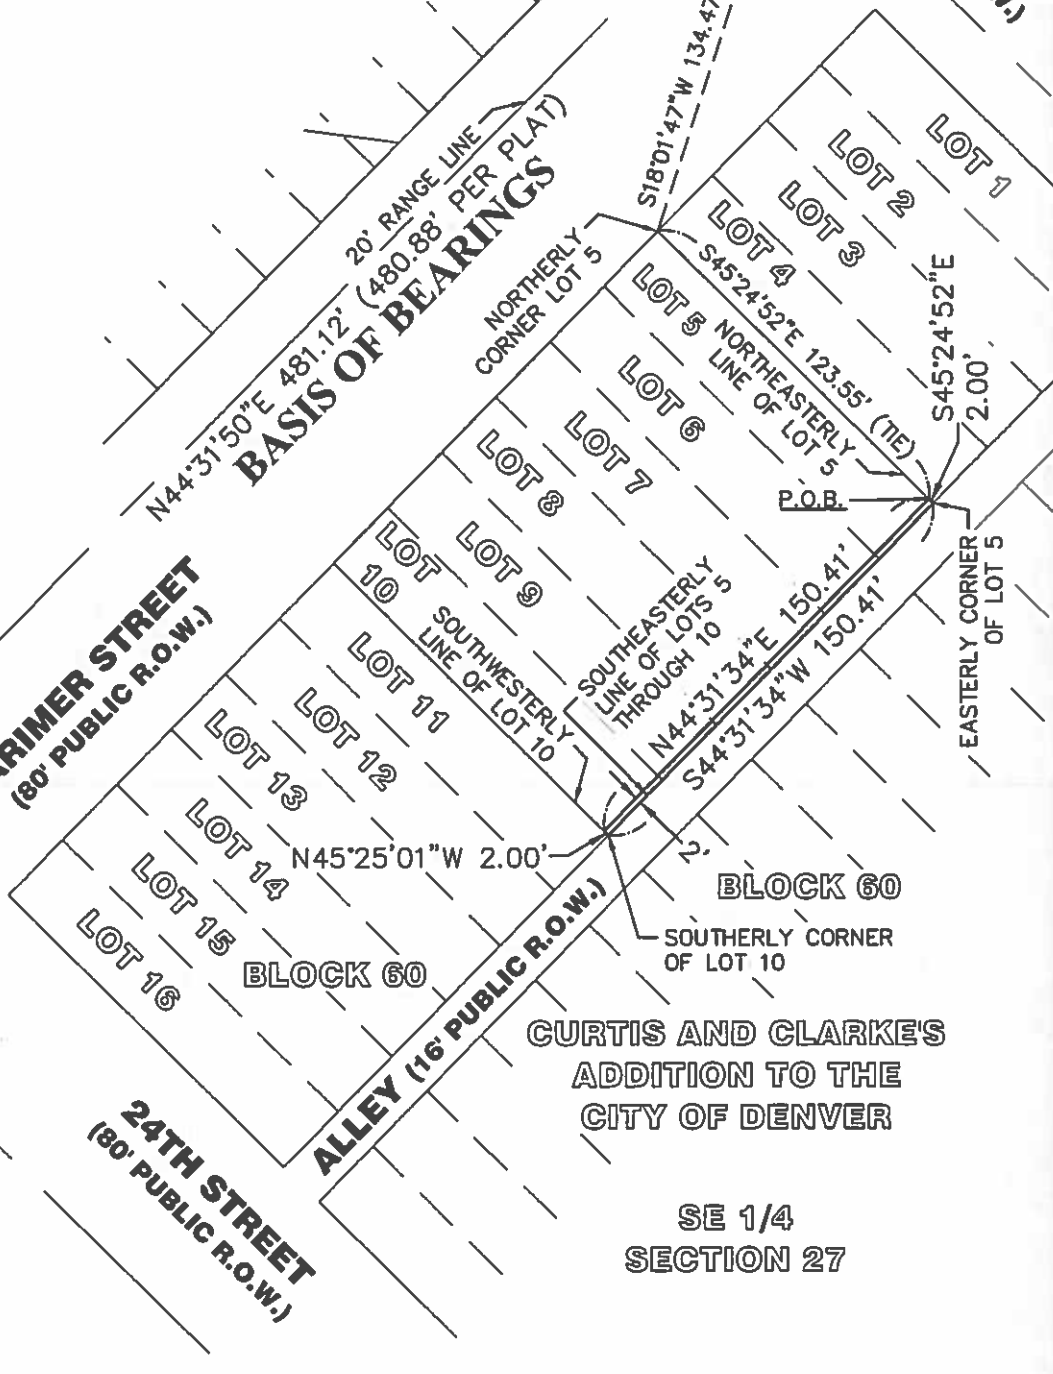 S18°01'47"W 134.47
20' RANGE LINE
N44°31'50"E 481.12' (480.88' PER PLAT)
BASIS OF BEARINGS
NORTHERLY
CORNER LOT 5
LOT 1
LOT 2
LOT 3
LOT 4
S45°24'52"E 123.55' (TIE)
LOT 5
NORTHEASTERLY
LINE OF LOT 5
LOT 6
LOT 7
LOT 8
LOT 9
LOT
10
S45°24'52"E
2.00'
P.O.B.
EASTERLY CORNER
OF LOT 5
SOUTHEASTERLY
LINE OF LOTS 5
THROUGH 10
N44°31'34"E 150.41'
S44°31'34"W 150.41'
SOUTHWESTERLY
LINE OF LOT 10
(80' PUBLIC R.O.W.)
LOT 11
LOT 12
LOT 13
LOT 14
LOT 15
LOT 16
N45°25'01"W 2.00'
2'
BLOCK 60
SOUTHERLY CORNER
OF LOT 10
BLOCK 60
ALLEY (16' PUBLIC R.O.W.)
CURTIS AND CLARKE'S
ADDITION TO THE
CITY OF DENVER
24TH STREET
(80' PUBLIC R.O.W.)
SE 1/4
SECTION 27
RIMER STREET